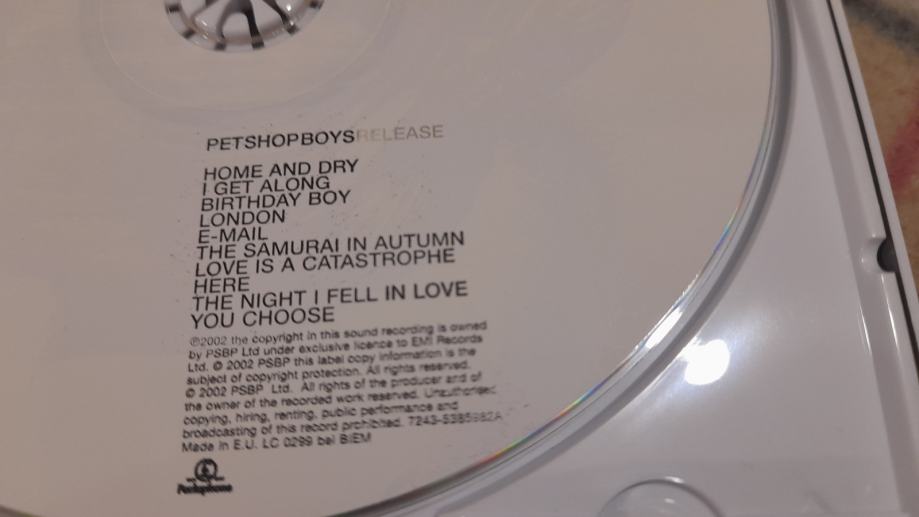 PETSHOPBOYSRELEASE
HOME AND DRY
I GET ALONG
BIRTHDAY BOY
LONDON
E-MAIL
THE SAMURAI IN AUTUMN
LOVE IS A CATASTROPHE
HERE
THE NIGHT I FELL IN LOVE
YOU CHOOSE
℗2002 the copyright in this sound recording is owned
by PSBP Ltd under exclusive licence to EMI Records
Ltd. © 2002 PSBP this label copy information is the
subject of copyright protection. All rights reserved.
© 2002 PSBP Ltd. All rights of the producer and of
the owner of the recorded work reserved. Unauthorised
copying, hiring, renting, public performance and
broadcasting of this record prohibited.
Made in E.U. LC 0299 bel BIEM
Parlophone